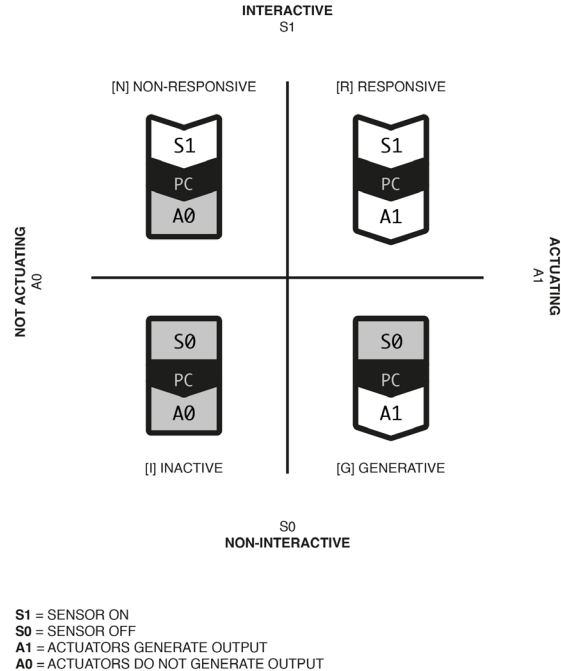 INTERACTIVE
S1
[N] NON-RESPONSIVE
[R] RESPONSIVE
S1
PC
A0
S1
PC
A1
NOT ACTUATING
A0
ACTUATING
A1
S0
PC
A0
S0
PC
A1
[I] INACTIVE
[G] GENERATIVE
S0
NON-INTERACTIVE
S1 = SENSOR ON
S0 = SENSOR OFF
A1 = ACTUATORS GENERATE OUTPUT
A0 = ACTUATORS DO NOT GENERATE OUTPUT